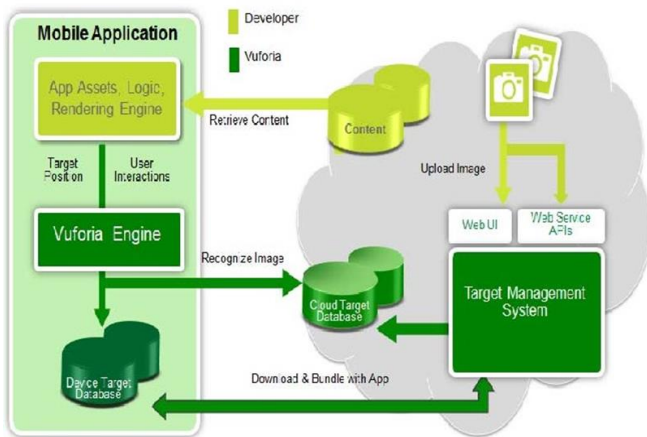 Developer
Vuforia
Mobile Application
App Assets, Logic,
Rendering Engine
Retrieve Content
Content
Target
Position
User
Interactions
Upload Image
Vuforia Engine
Web UI
Web Service
APIs
Recognize Image
Cloud Target
Database
Target Management
System
Device Target
Database
Download & Bundle with App